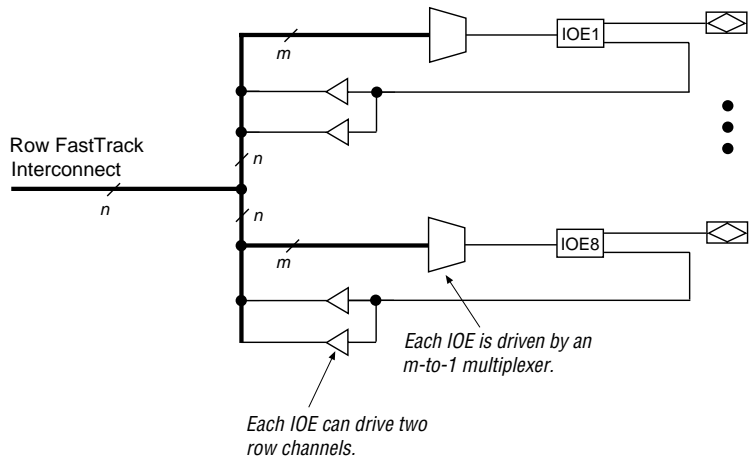 m
IOE1
Row FastTrack
Interconnect
n
n
n
m
IOE8
Each IOE is driven by an
m-to-1 multiplexer.
Each IOE can drive two
row channels.